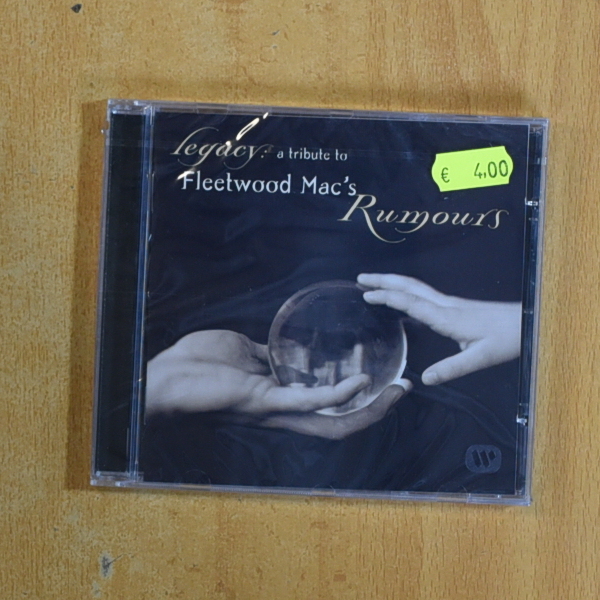 legacy: a tribute to
Fleetwood Mac's
Rumours
€ 4,00